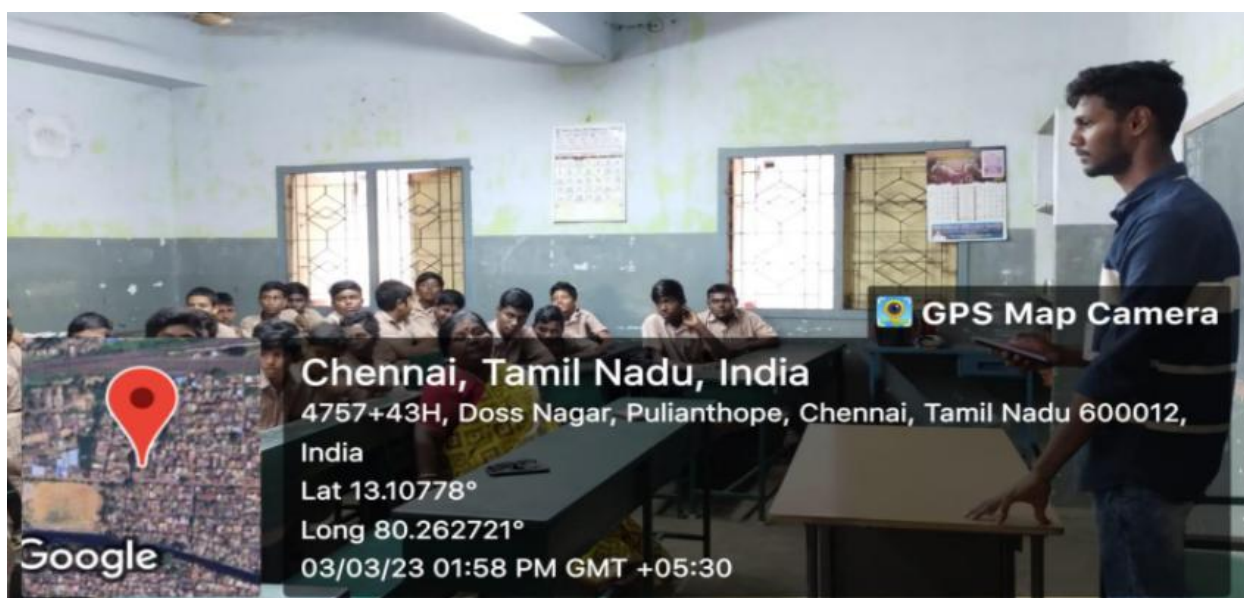 GPS Map Camera
Chennai, Tamil Nadu, India
4757+43H, Doss Nagar, Pulianthope, Chennai, Tamil Nadu 600012,
India
Lat 13.10778°
Long 80.262721°
03/03/23 01:58 PM GMT +05:30
Google